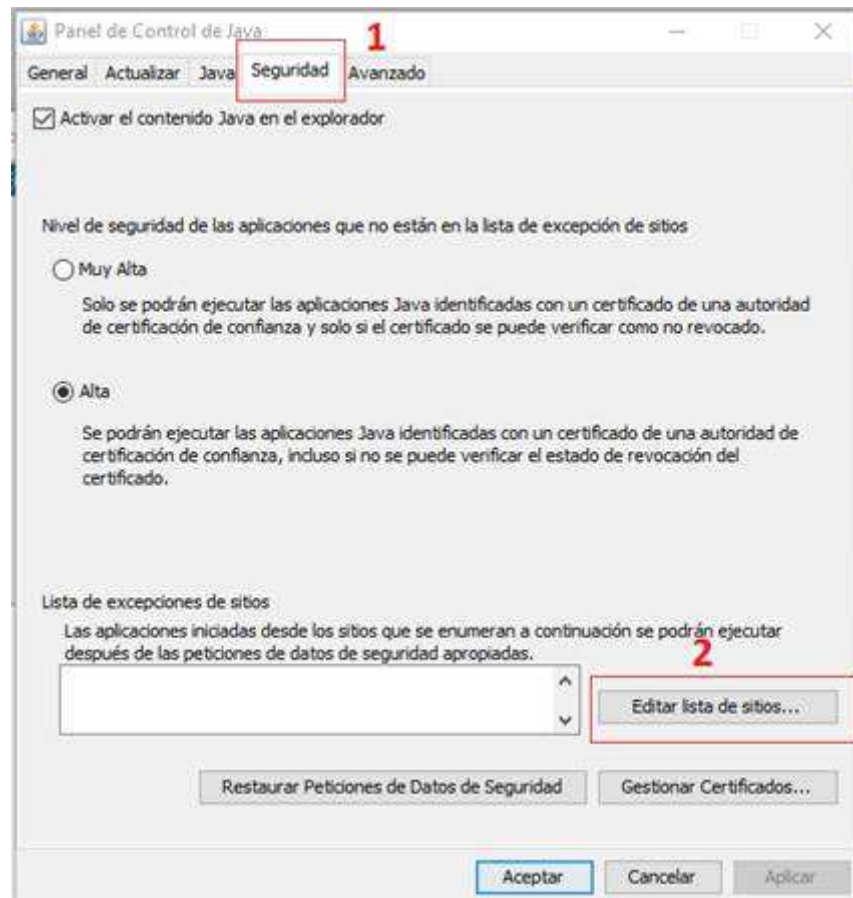 Panel de Control de Java
1
General Actualizar Java Seguridad Avanzado
Activar el contenido Java en el explorador
Nivel de seguridad de las aplicaciones que no están en la lista de excepción de sitios
Muy Alta
Solo se podrán ejecutar las aplicaciones Java identificadas con un certificado de una autoridad
de certificación de confianza y solo si el certificado se puede verificar como no revocado.
Alta
Se podrán ejecutar las aplicaciones Java identificadas con un certificado de una autoridad de
certificación de confianza, incluso si no se puede verificar el estado de revocación del
certificado.
Lista de excepciones de sitios
Las aplicaciones iniciadas desde los sitios que se enumeran a continuación se podrán ejecutar
después de las peticiones de datos de seguridad apropiadas.
2
Editar lista de sitios...
Restaurar Peticiones de Datos de Seguridad Gestionar Certificados...
Aceptar Cancelar Aplicar